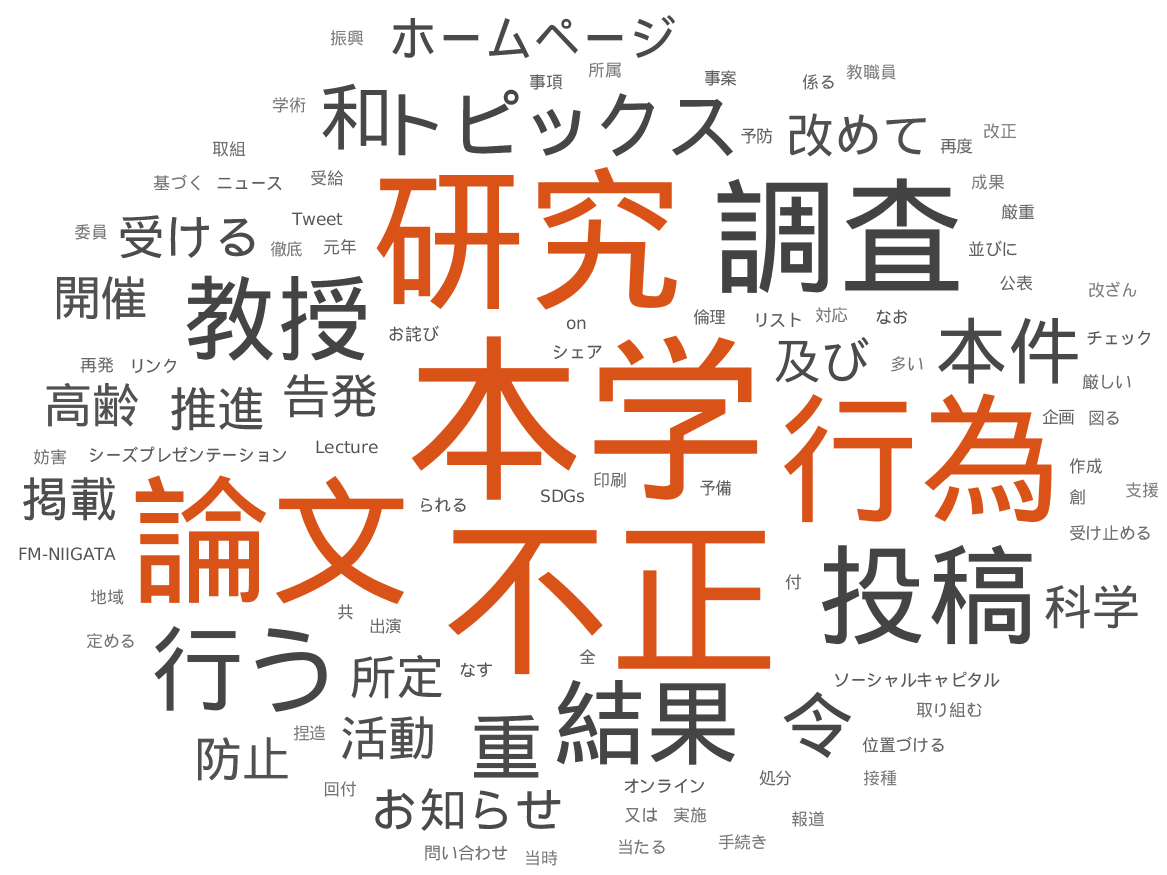 振興 ホームページ
事項 所属 事案 係る 教職員
学術 和 トピックス 予防 改めて 再度 改正
取組
基づく ニュース 受給 研究 調査 成果
委員 受ける Tweet 徹底 元年 厳重
並びに
開催 教授 お詫び on 倫理 リスト 対応 なお 公表 改ざん
シェア 及び 多い 本件 チェック
再発 リンク 厳しい
高齢 推進 告発 本学 行為 企画 図る
妨害 シーズプレゼンテーション Lecture
掲載 論文 られる SDGs 印刷 予備 作成
創 支援
受け止める
FM-NIIGATA 不正 投稿 科学
地域 共 出演 付
定める 行う 所定 なす 全
ソーシャルキャピタル
結果 令 取り組む
防止 捏造 活動 重 位置づける
回付 お知らせ オンライン 処分 接種
又は 実施 報道
問い合わせ 当時 当たる 手続き